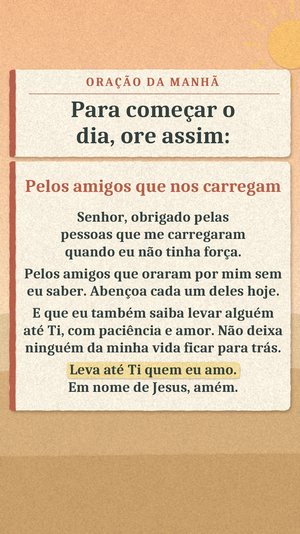 ORAÇÃO DA MANHÃ
Para começar o
dia, ore assim:
Pelos amigos que nos carregam
Senhor, obrigado pelas
pessoas que me carregaram
quando eu não tinha força.
Pelos amigos que oraram por mim sem
eu saber. Abençoa cada um deles hoje.
E que eu também saiba levar alguém
até Ti, com paciência e amor. Não deixa
ninguém da minha vida ficar para trás.
Leva até Ti quem eu amo.
Em nome de Jesus, amém.